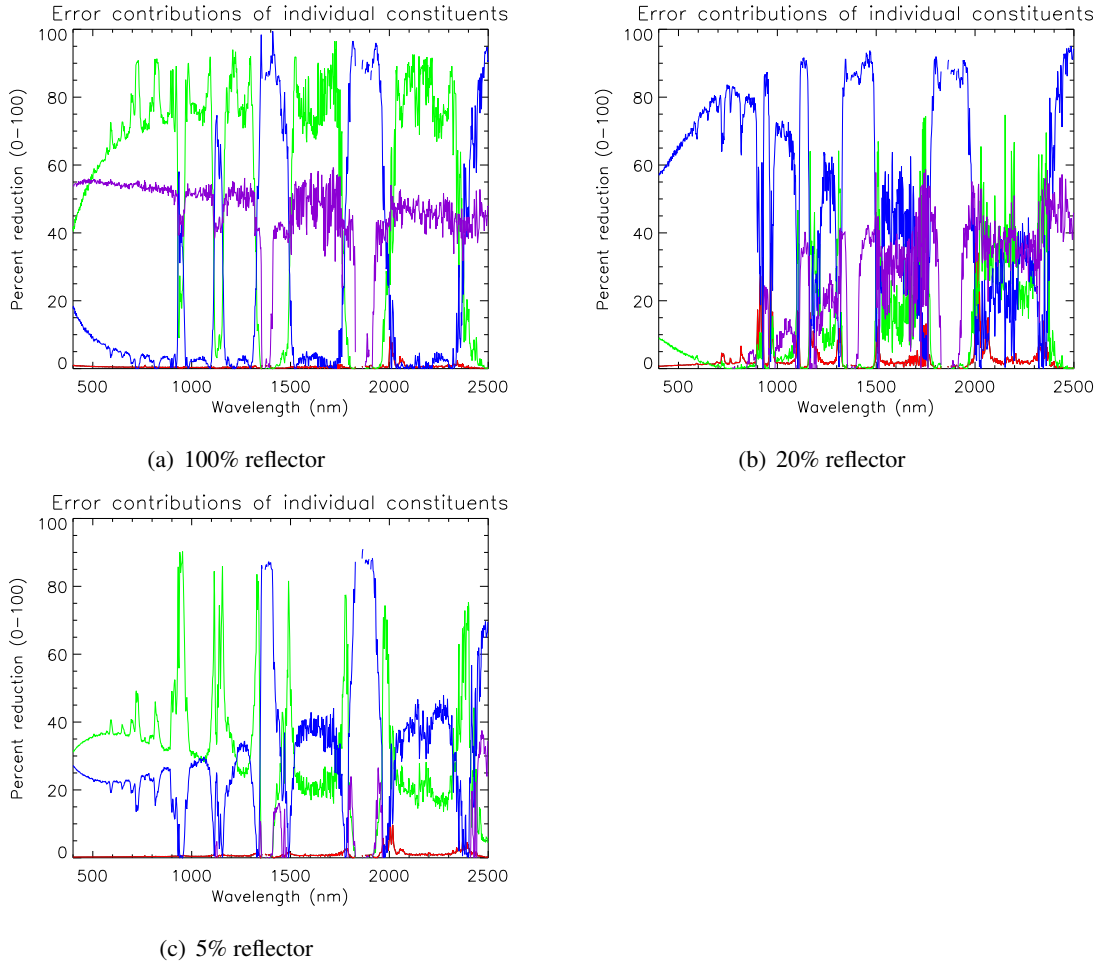 Error contributions of individual constituents
100
80
60
40
20
0
Percent reduction (0-100)
500 1000 1500 2000 2500
Wavelength (nm)
(a) 100% reflector
Error contributions of individual constituents
100
80
60
40
20
0
Percent reduction (0-100)
500 1000 1500 2000 2500
Wavelength (nm)
(b) 20% reflector
Error contributions of individual constituents
100
80
60
40
20
0
Percent reduction (0-100)
500 1000 1500 2000 2500
Wavelength (nm)
(c) 5% reflector